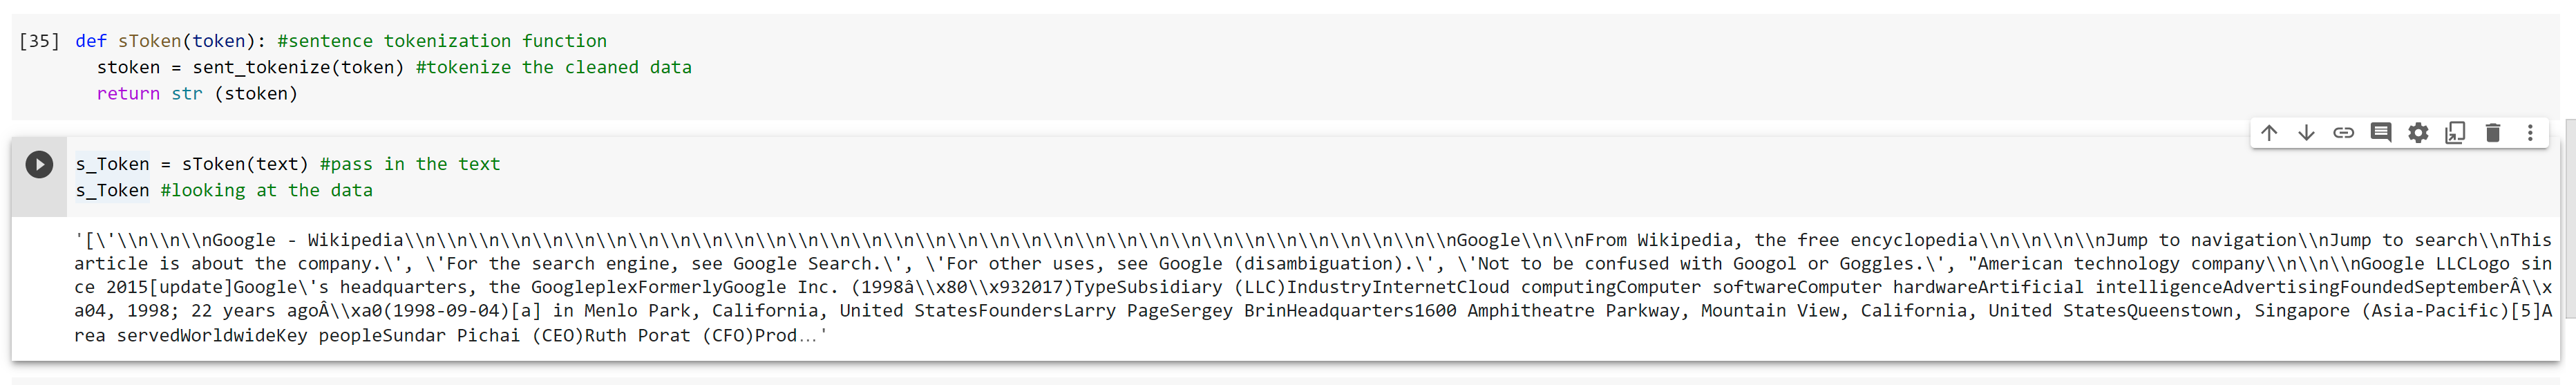 [35] def sToken(token): #sentence tokenization function
stoken = sent_tokenize(token) #tokenize the cleaned data
return str (stoken)
s_Token = sToken(text) #pass in the text
s_Token #looking at the data
'[\'\\n\\n\\nGoogle - Wikipedia\\n\\n\\n\\n\\n\\n\\n\\n\\n\\n\\n\\n\\n\\n\\n\\n\\n\\n\\n\\n\\n\\n\\n\\n\\n\\n\\n\\n\\n\\n\\n\\n\\nGoogle\\n\\nFrom Wikipedia, the free encyclopedia\\n\\n\\n\\nJump to navigation\\nJump to search\\nThis
article is about the company.\', \'For the search engine, see Google Search.\', \'For other uses, see Google (disambiguation).\', \'Not to be confused with Googol or Goggles.\', "American technology company\\n\\n\\nGoogle LLCLogo sin
ce 2015[update]Google\'s headquarters, the GoogleplexFormerlyGoogle Inc. (1998â\\x80\\x932017)TypeSubsidiary (LLC)IndustryInternetCloud computingComputer softwareComputer hardwareArtificial intelligenceAdvertisingFoundedSeptemberÂ\\x
a04, 1998; 22 years agoÂ\\xa0(1998-09-04)[a] in Menlo Park, California, United StatesFoundersLarry PageSergey BrinHeadquarters1600 Amphitheatre Parkway, Mountain View, California, United StatesQueenstown, Singapore (Asia-Pacific)[5]A
rea servedWorldwideKey peopleSundar Pichai (CEO)Ruth Porat (CFO)Prod...'